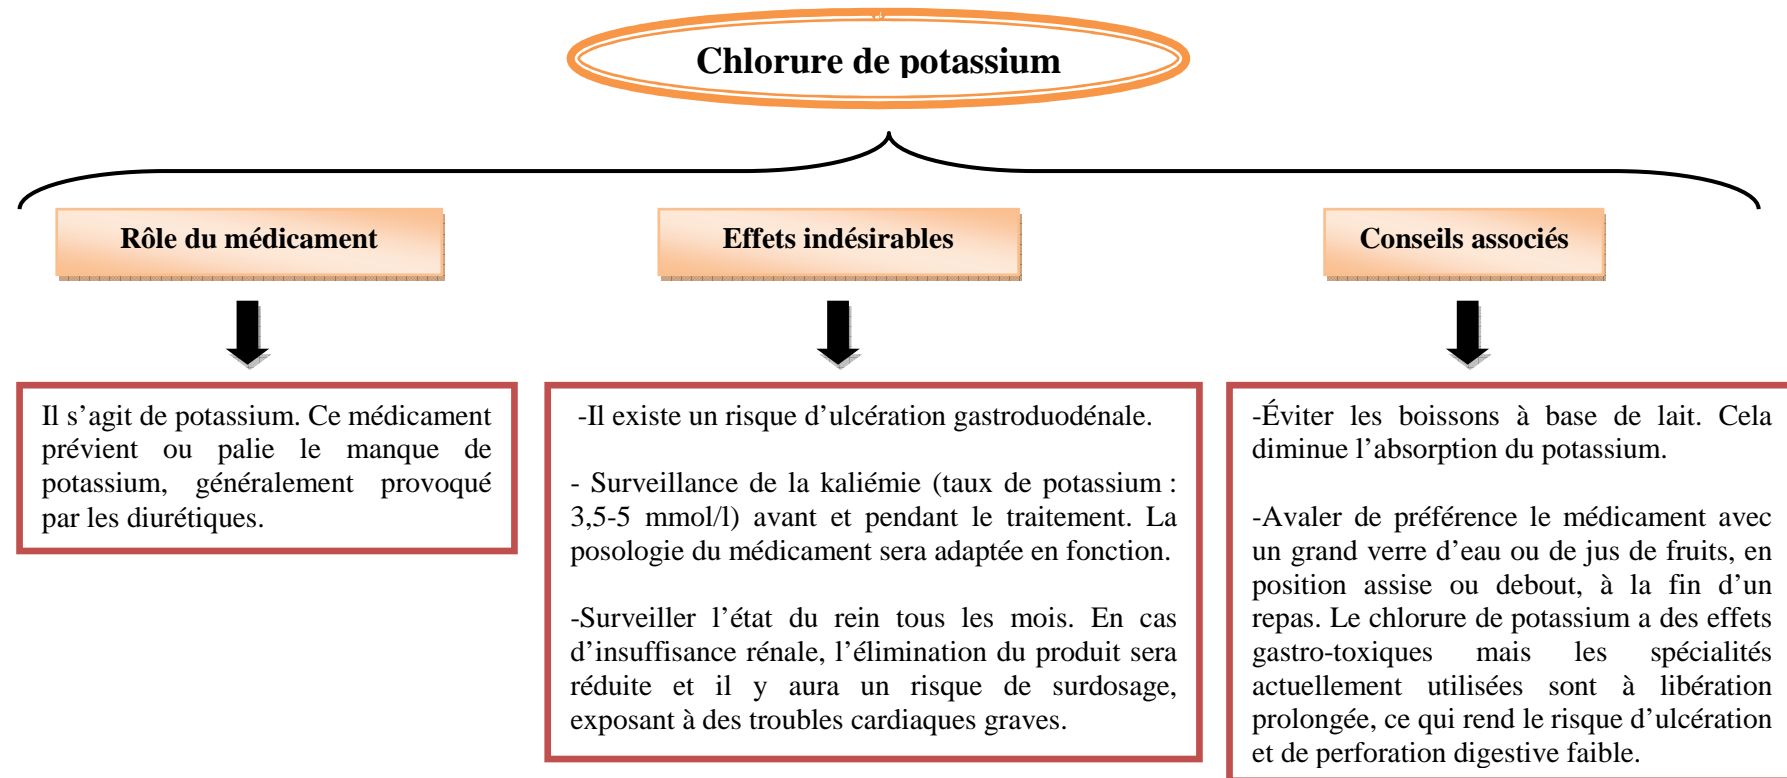 Chlorure de potassium
Rôle du médicament
Il s’agit de potassium. Ce médicament
prévient ou palie le manque de
potassium, généralement provoqué
par les diurétiques.
Effets indésirables
-Il existe un risque d’ulcération gastroduodénale.
- Surveillance de la kaliémie (taux de potassium :
3,5-5 mmol/l) avant et pendant le traitement. La
posologie du médicament sera adaptée en fonction.
-Surveiller l’état du rein tous les mois. En cas
d’insuffisance rénale, l’élimination du produit sera
réduite et il y aura un risque de surdosage,
exposant à des troubles cardiaques graves.
Conseils associés
-Éviter les boissons à base de lait. Cela
diminue l’absorption du potassium.
-Avaler de préférence le médicament avec
un grand verre d’eau ou de jus de fruits, en
position assise ou debout, à la fin d’un
repas. Le chlorure de potassium a des effets
gastro-toxiques mais les spécialités
actuellement utilisées sont à libération
prolongée, ce qui rend le risque d’ulcération
et de perforation digestive faible.